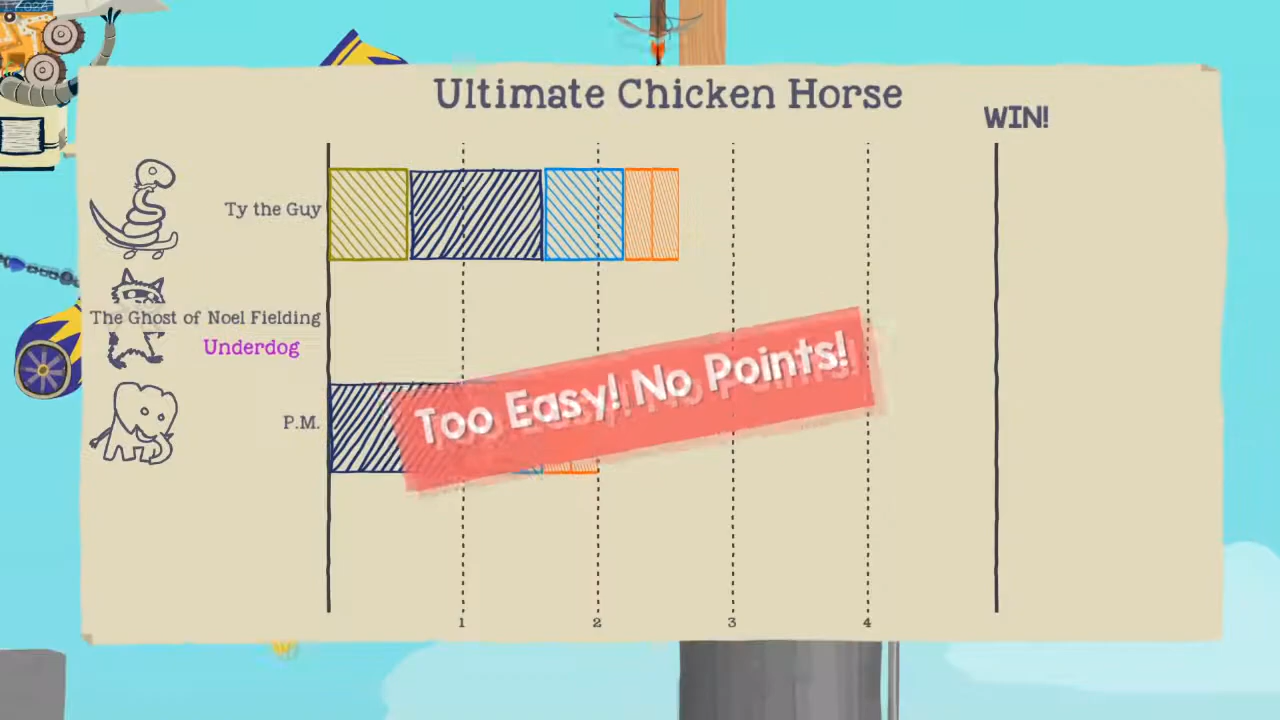 Ultimate Chicken Horse
WIN!
Ty the Guy
The Ghost of Noel Fielding
Underdog
P.M.
Too Easy! No Points!
1
2
3
4